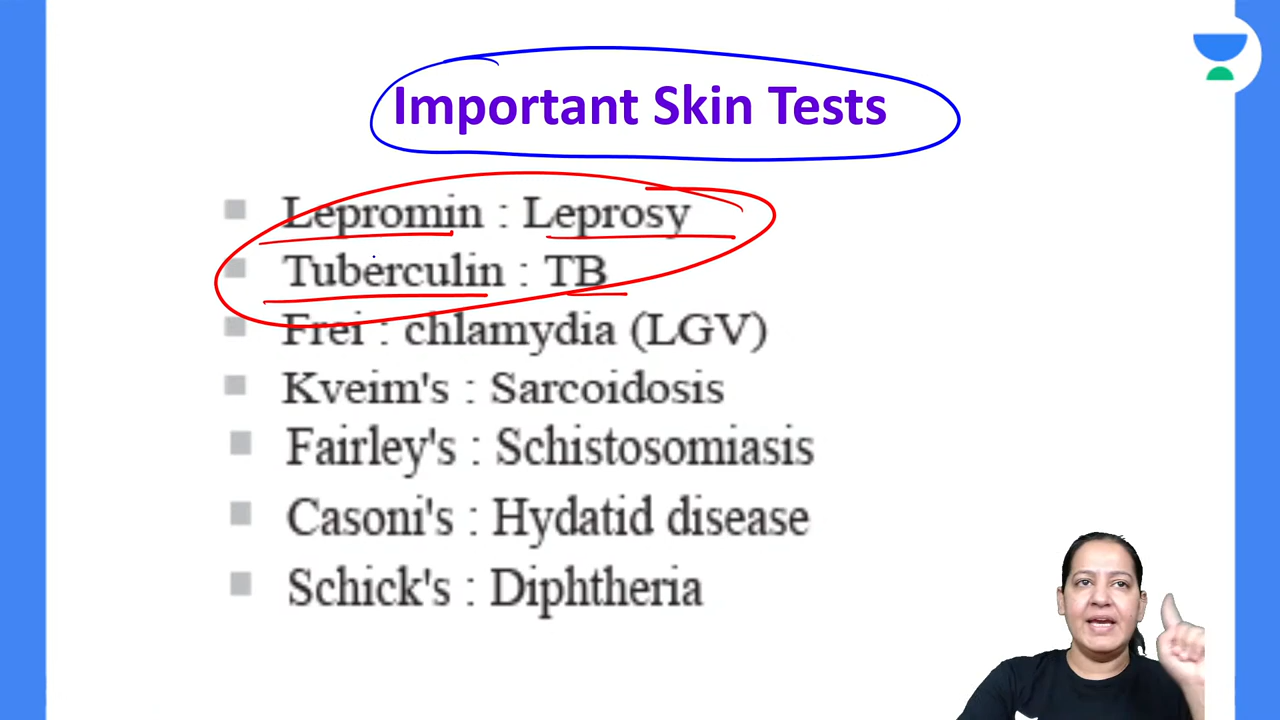 Important Skin Tests
Lepromin : Leprosy
Tuberculin : TB
Frei : chlamydia (LGV)
Kveim's : Sarcoidosis
Fairley's : Schistosomiasis
Casoni's : Hydatid disease
Schick's : Diphtheria